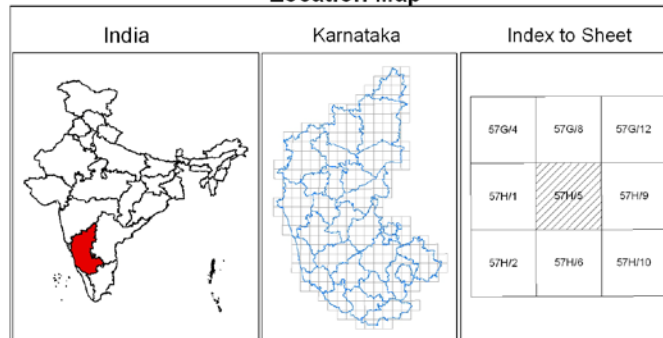 Location Map
India
Karnataka
Index to Sheet
57G/4
57G/8
57G/12
57H/1
57H/5
57H/9
57H/2
57H/6
57H/10